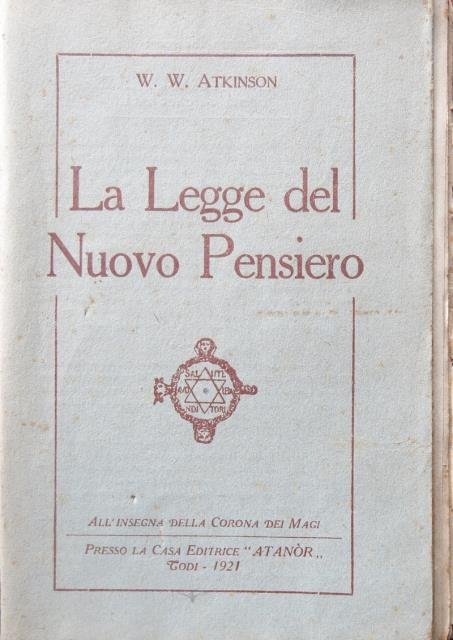 W. W. ATKINSON
La Legge del
Nuovo Pensiero
ALL'INSEGNA DELLA CORONA DEI MAGI
PRESSO LA CASA EDITRICE "ATANÒR„
TODI - 1921